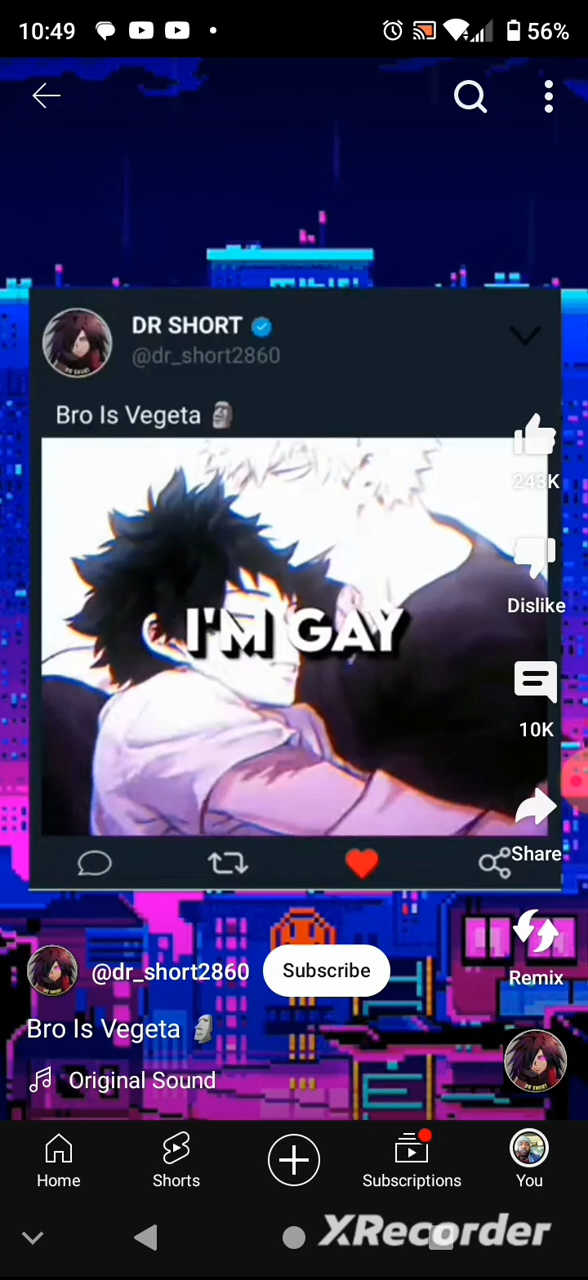 10:49
56%
DR SHORT
@dr_short2860
Bro Is Vegeta 🗿
I'M GAY
243K
Dislike
10K
Share
@dr_short2860
Subscribe
Remix
Bro Is Vegeta 🗿
Original Sound
Home
Shorts
Subscriptions
You
XRecorder